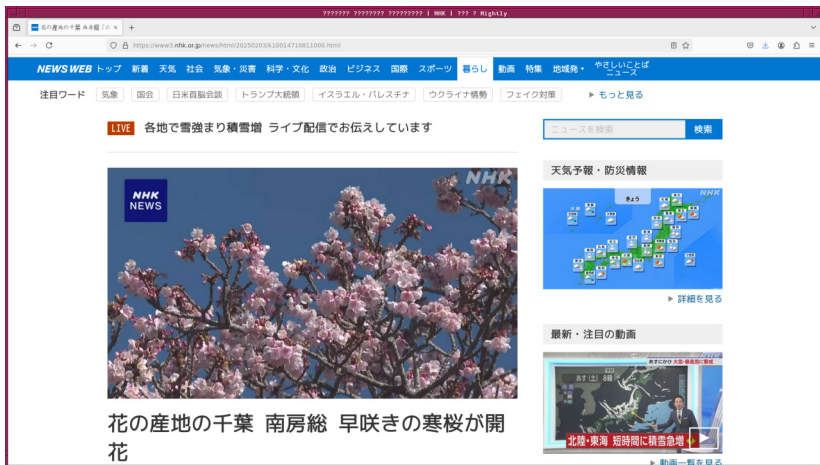 ??????? ???????? ????????? | NHK | ??? ? Nightly
https://www3.nhk.or.jp/news/html/20250203/k10014710811000.html
NEWS WEB トップ 新着 天気 社会 気象・災害 科学・文化 政治 ビジネス 国際 スポーツ 暮らし 動画 特集 地域発 やさしいことばニュース
注目ワード 気象 国会 日米首脳会談 トランプ大統領 イスラエル・パレスチナ ウクライナ情勢 フェイク対策 もっと見る
LIVE 各地で雪強まり積雪増 ライブ配信でお伝えしています
ニュースを検索 検索
NHK
NHK
NEWS
花の産地の千葉 南房総 早咲きの寒桜が開
花
天気予報・防災情報
きょう
NHK
詳細を見る
最新・注目の動画
NHK
あす(土) 8時
北陸・東海 短時間に積雪急増
動画一覧を見る